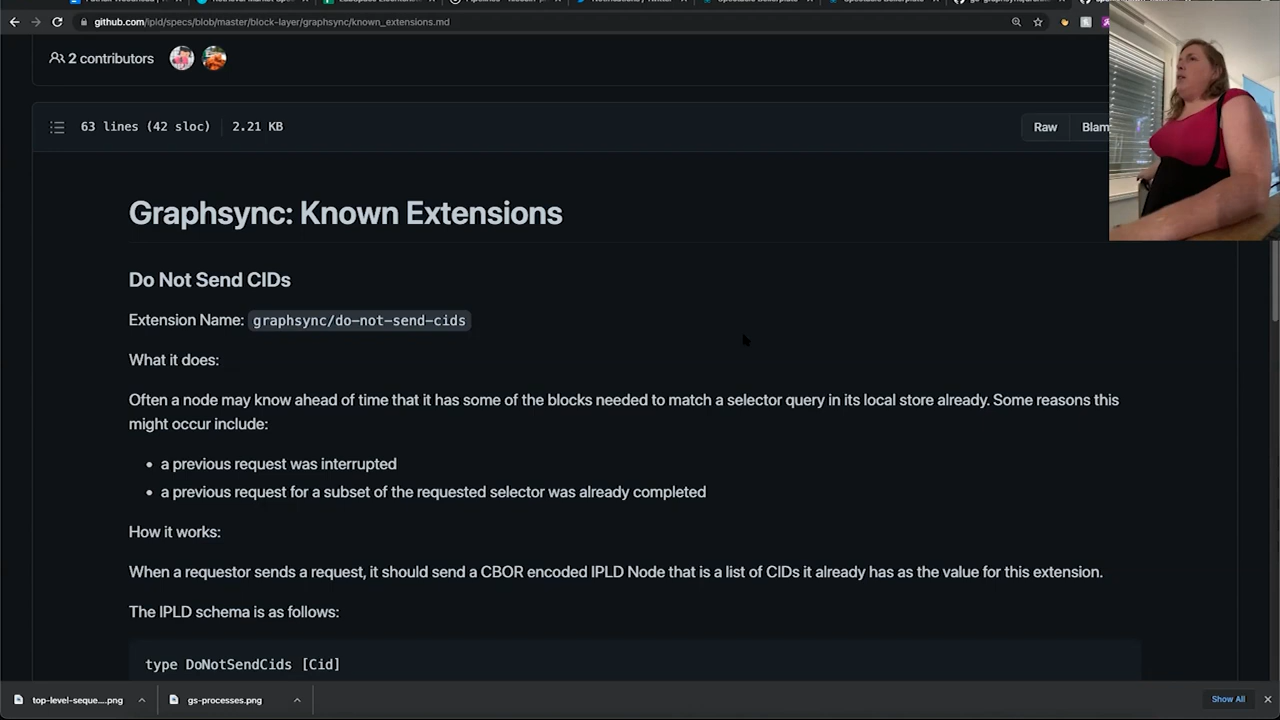 github.com/ipld/specs/blob/master/block-layer/graphsync/known_extensions.md
2 contributors
63 lines (42 sloc) 2.21 KB
Raw
Blam
Graphsync: Known Extensions
Do Not Send CIDs
Extension Name: graphsync/do-not-send-cids
What it does:
Often a node may know ahead of time that it has some of the blocks needed to match a selector query in its local store already. Some reasons this
might occur include:
• a previous request was interrupted
• a previous request for a subset of the requested selector was already completed
How it works:
When a requestor sends a request, it should send a CBOR encoded IPLD Node that is a list of CIDs it already has as the value for this extension.
The IPLD schema is as follows:
type DoNotSendCids [Cid]
top-level-seque....png
gs-processes.png
Show All